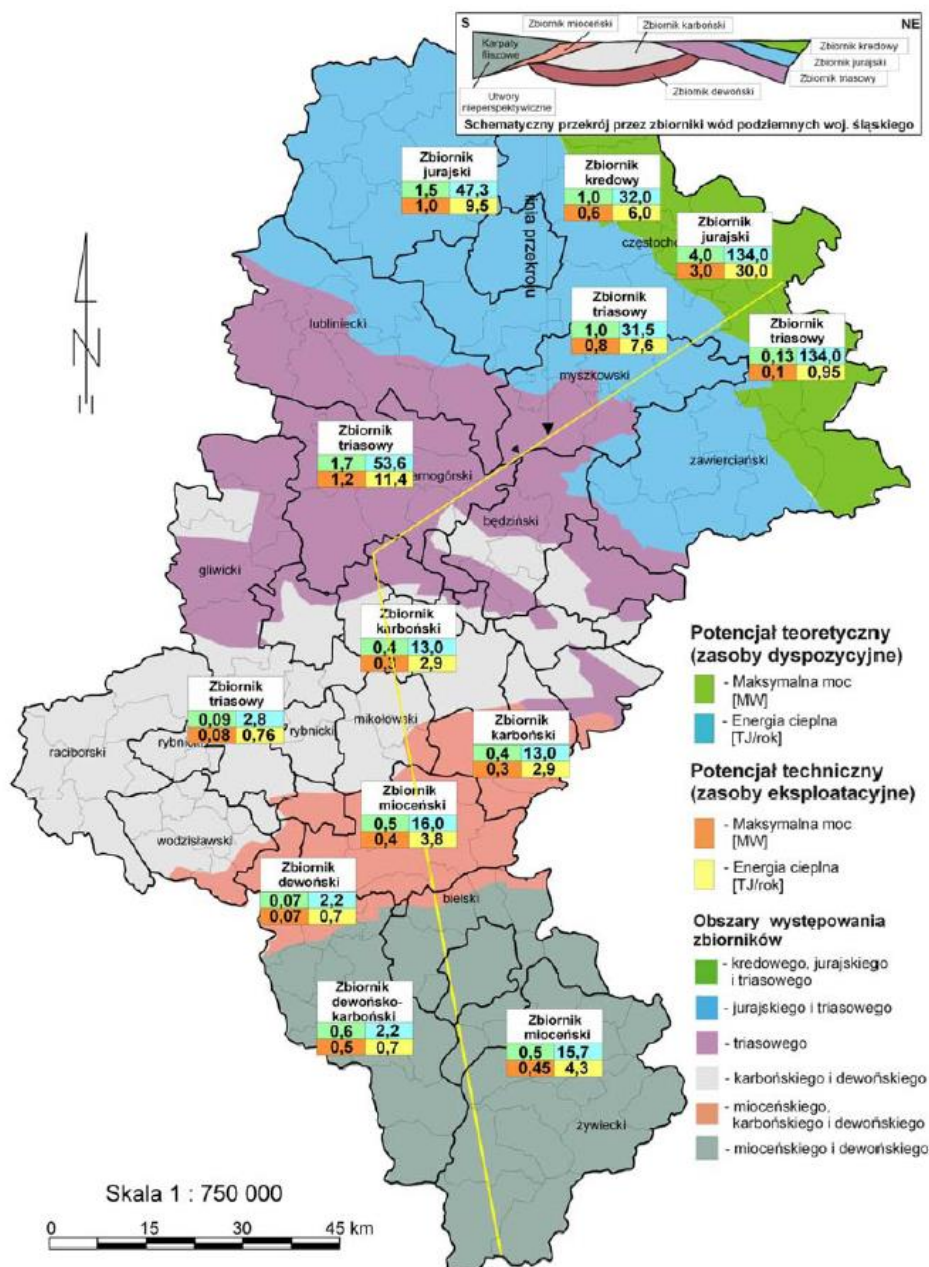 S
NE
Zbiornik mioceński
Zbiornik karboński
Karpaty
fliszowe
Zbiornik kredowy
Zbiornik jurajski
Zbiornik triasowy
Utwory
nieperspektywiczne
Zbiornik dewoński
Schematyczny przekrój przez zbiorniki wód podziemnych woj. śląskiego
Zbiornik
jurajski
1,5 47,3
1,0 9,5
Zbiornik
kredowy
1,0 32,0
0,6 6,0
linia przekroju
częstocho
Zbiornik
jurajski
4,0 134,0
3,0 30,0
Zbiornik
triasowy
1,0 31,5
0,8 7,6
Zbiornik
triasowy
0,13 134,0
0,1 0,95
lubliniecki
myszkowski
N
Zbiornik
triasowy
1,7 53,6
1,2 11,4
arnogórski
zawierciański
będziński
gliwicki
Zbiornik
karboński
0,4 13,0
0,3 2,9
Zbiornik
triasowy
0,09 2,8
0,08 0,76
raciborski
rybnicki
rybnicki
mikołowski
Zbiornik
karboński
0,4 13,0
0,3 2,9
Zbiornik
mioceński
0,5 16,0
0,4 3,8
wodzisławski
Zbiornik
dewoński
0,07 2,2
0,07 0,7
bielski
Zbiornik
dewońsko-
karboński
0,6 2,2
0,5 0,7
Zbiornik
mioceński
0,5 15,7
0,45 4,3
żywiecki
Potencjał teoretyczny
(zasoby dyspozycyjne)
- Maksymalna moc
[MW]
- Energia cieplna
[TJ/rok]
Potencjał techniczny
(zasoby eksploatacyjne)
- Maksymalna moc
[MW]
- Energia cieplna
[TJ/rok]
Obszary występowania
zbiorników
- kredowego, jurajskiego
i triasowego
- jurajskiego i triasowego
- triasowego
- karbońskiego i dewońskiego
- mioceńskiego,
karbońskiego i dewońskiego
- mioceńskiego i dewońskiego
Skala 1 : 750 000
0 15 30 45 km